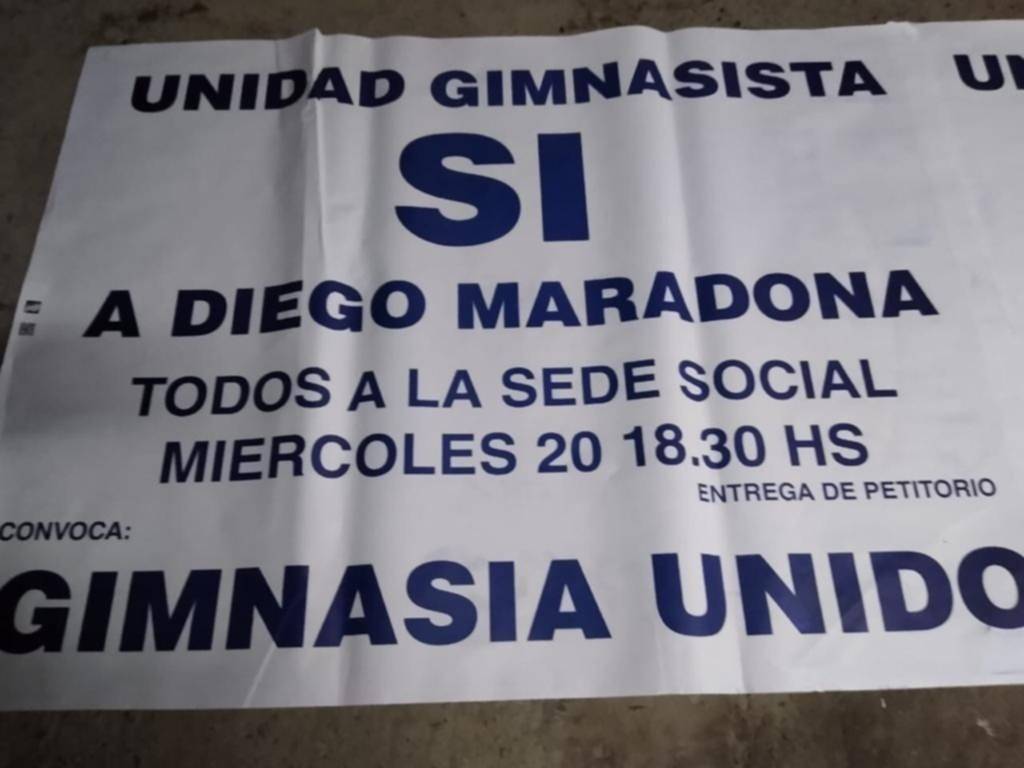 UNIDAD GIMNASISTA
SI
A DIEGO MARADONA
TODOS A LA SEDE SOCIAL
MIERCOLES 20 18.30 HS
ENTREGA DE PETITORIO
CONVOCA:
GIMNASIA UNIDO